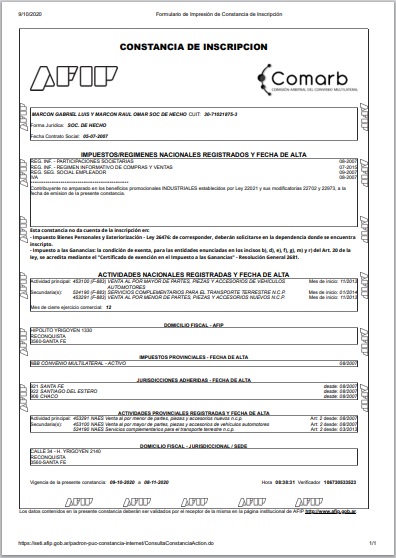 9/10/2020
Formulario de Impresión de Constancia de Inscripción
CONSTANCIA DE INSCRIPCION
AFIP
Comarb
COMISIÓN ARBITRAL DEL CONVENIO MULTILATERAL
MARCON GABRIEL LUIS Y MARCON RAUL OMAR SOC DE HECHO CUIT: 30-71021875-3
Forma Jurídica: SOC. DE HECHO
Fecha Contrato Social: 05-07-2007
IMPUESTOS/REGIMENES NACIONALES REGISTRADOS Y FECHA DE ALTA
REG. INF. - PARTICIPACIONES SOCIETARIAS 08-2007
REG. INF. - REGIMEN INFORMATIVO DE COMPRAS Y VENTAS 07-2015
REG. SEG. SOCIAL EMPLEADOR 09-2007
IVA 08-2007
Contribuyente no amparado en los beneficios promocionales INDUSTRIALES establecidos por Ley 22021 y sus modificatorias 22702 y 22973, a la
fecha de emision de la presente constancia.
Esta constancia no da cuenta de la inscripción en:
- Impuesto Bienes Personales y Exteriorización - Ley 26476: de corresponder, deberán solicitarse en la dependencia donde se encuentra
inscripta.
- Impuesto a las Ganancias: la condición de exenta, para las entidades enunciadas en los incisos b), d), e), f), g), m) y r) del Art. 20 de la
ley, se acredita mediante el "Certificado de exención en el Impuesto a las Ganancias" - Resolución General 2681.
ACTIVIDADES NACIONALES REGISTRADAS Y FECHA DE ALTA
Actividad principal: 453100 (F-883) VENTA AL POR MAYOR DE PARTES, PIEZAS Y ACCESORIOS DE VEHÍCULOS Mes de inicio: 11/2013
AUTOMOTORES
Secundaria(s): 524190 (F-883) SERVICIOS COMPLEMENTARIOS PARA EL TRANSPORTE TERRESTRE N.C.P. Mes de inicio: 01/2014
453291 (F-883) VENTA AL POR MENOR DE PARTES, PIEZAS Y ACCESORIOS NUEVOS N.C.P. Mes de inicio: 11/2013
Mes de cierre ejercicio comercial: 12
DOMICILIO FISCAL - AFIP
HIPOLITO YRIGOYEN 1330
RECONQUISTA
3560-SANTA FE
IMPUESTOS PROVINCIALES - FECHA DE ALTA
IIBB CONVENIO MULTILATERAL - ACTIVO 08/2007
JURISDICCIONES ADHERIDAS - FECHA DE ALTA
921 SANTA FE desde: 08/2007
922 SANTIAGO DEL ESTERO desde: 08/2007
906 CHACO desde: 08/2007
ACTIVIDADES PROVINCIALES REGISTRADAS Y FECHA DE ALTA
Actividad principal: 453291 NAES Venta al por menor de partes, piezas y accesorios nuevos n.c.p. Art. 2 desde: 08/2007
Secundaria(s): 453100 NAES Venta al por mayor de partes, piezas y accesorios de vehículos automotores Art. 2 desde: 08/2007
524190 NAES Servicios complementarios para el transporte terrestre n.c.p. Art. 2 desde: 03/2013
DOMICILIO FISCAL - JURISDICCIONAL / SEDE
CALLE 34 - H. YRIGOYEN 2140
RECONQUISTA
3560-SANTA FE
Vigencia de la presente constancia: 09-10-2020 a 08-11-2020 Hora 08:28:31 Verificador 106730533523
AFIP AFIP AFIP AFIP AFIP
Los datos contenidos en la presente constancia deberán ser validados por el receptor de la misma en la página institucional de AFIP http://www.afip.gob.ar.
https://seti.afip.gob.ar/padron-puc-constancia-internet/ConsultaConstanciaAction.do
1/1